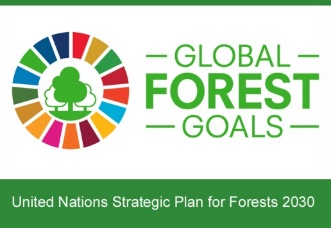 GLOBAL
FOREST
GOALS
United Nations Strategic Plan for Forests 2030